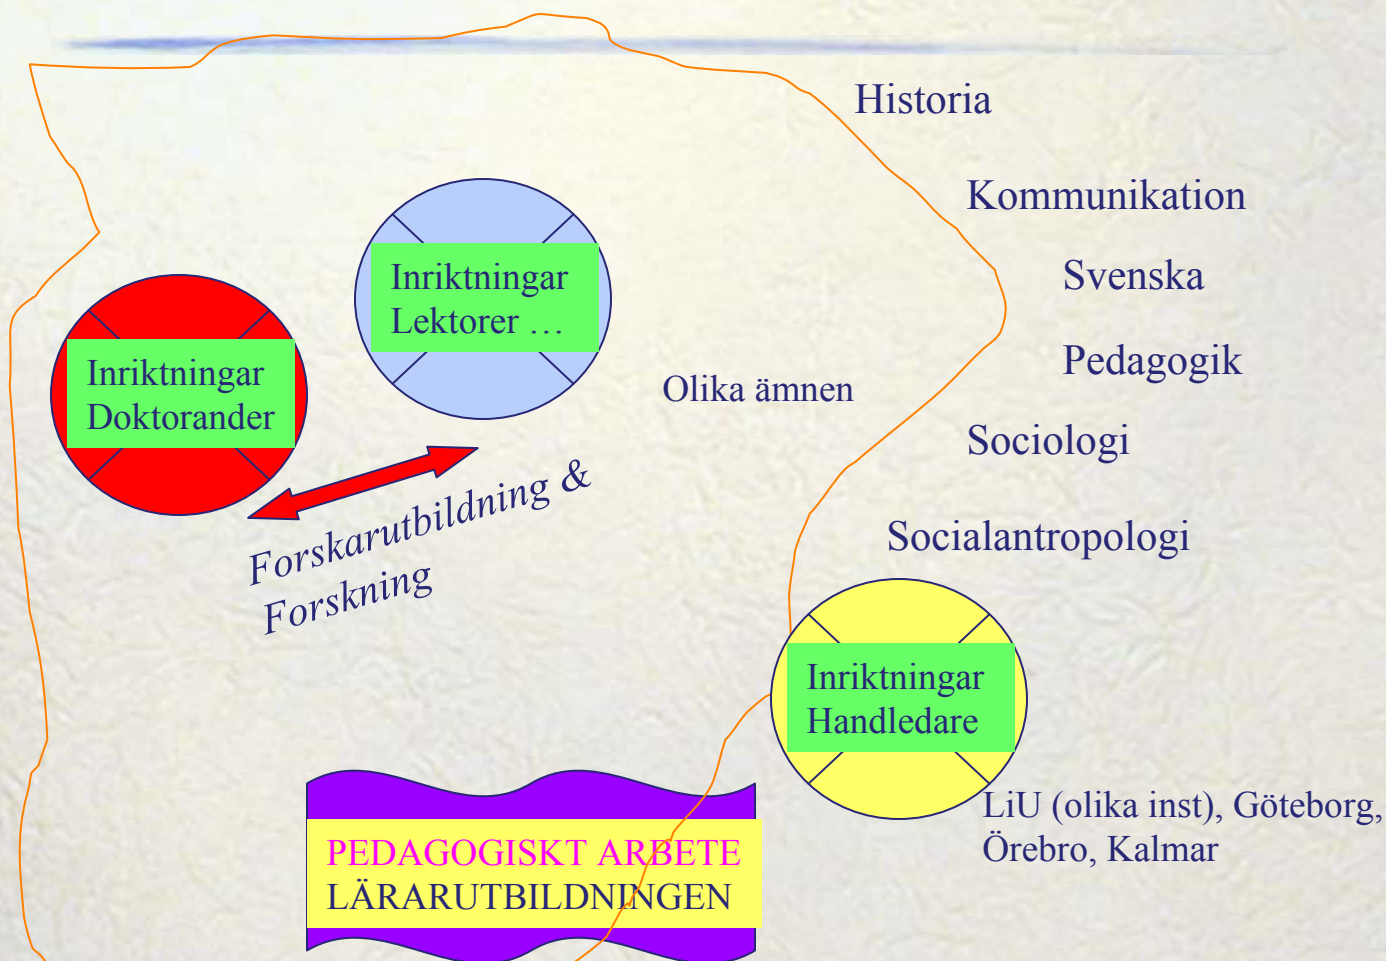 Historia
Kommunikation
Svenska
Pedagogik
Sociologi
Socialantropologi
Inriktningar
Lektorer …
Inriktningar
Doktorander
Olika ämnen
Forskarutbildning &
Forskning
Inriktningar
Handledare
LiU (olika inst), Göteborg,
Örebro, Kalmar
PEDAGOGISKT ARBETE
LÄRARUTBILDNINGEN